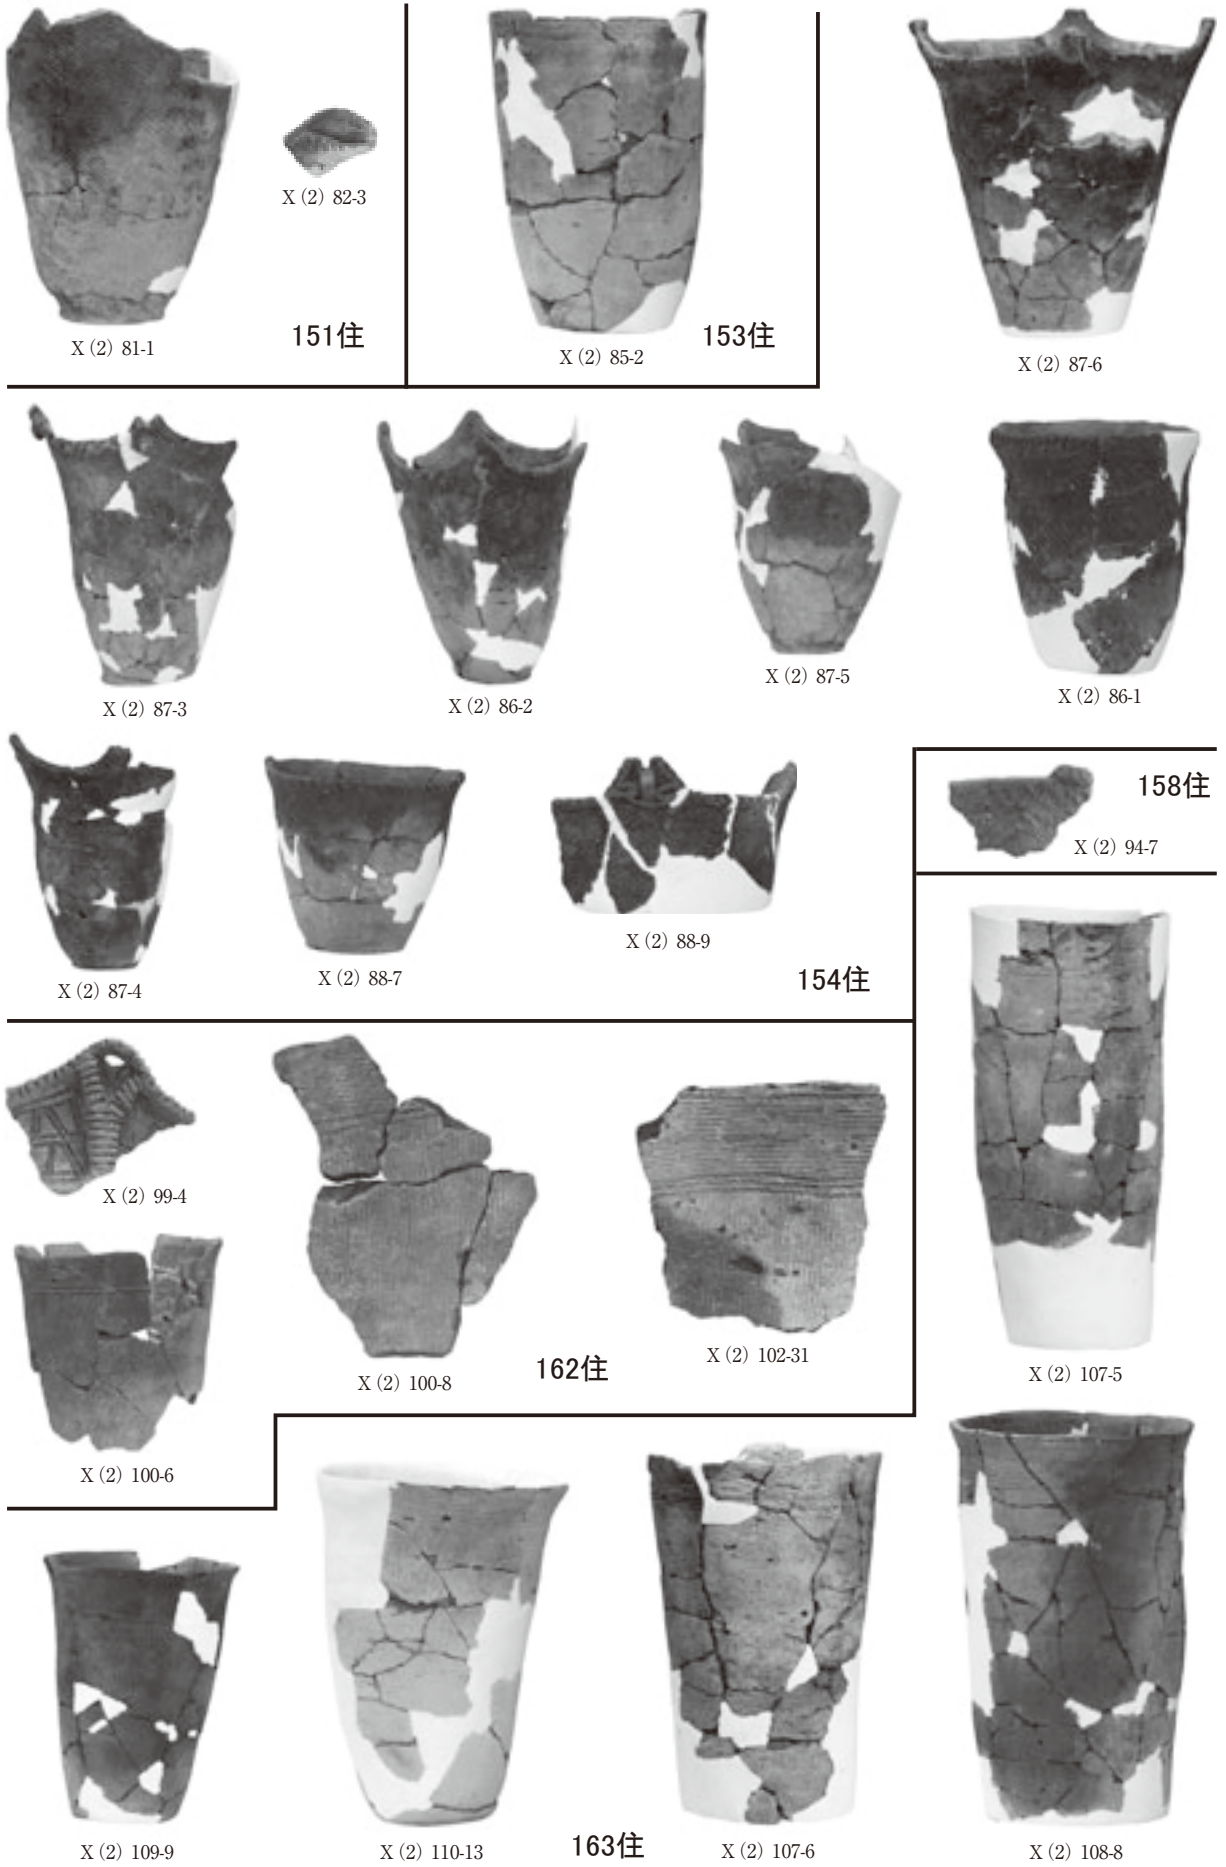 X (2) 82-3
151住
X (2) 81-1
153住
X (2) 85-2
X (2) 87-6
X (2) 87-3
X (2) 86-2
X (2) 87-5
X (2) 86-1
158住
X (2) 94-7
X (2) 87-4
X (2) 88-7
X (2) 88-9
154住
X (2) 99-4
X (2) 100-8
162住
X (2) 102-31
X (2) 107-5
X (2) 100-6
X (2) 109-9
X (2) 110-13
163住
X (2) 107-6
X (2) 108-8